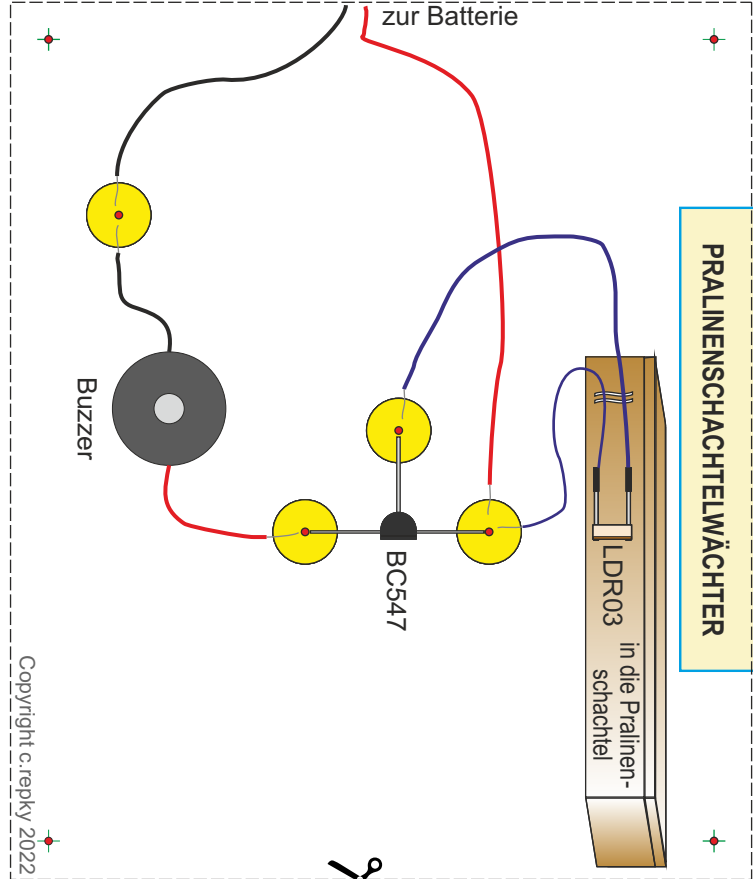 zur Batterie
PRALINENSCHACHTELWÄCHTER
Buzzer
BC547
LDR03
in die Pralinen-
schachtel
Copyright c.repky 2022